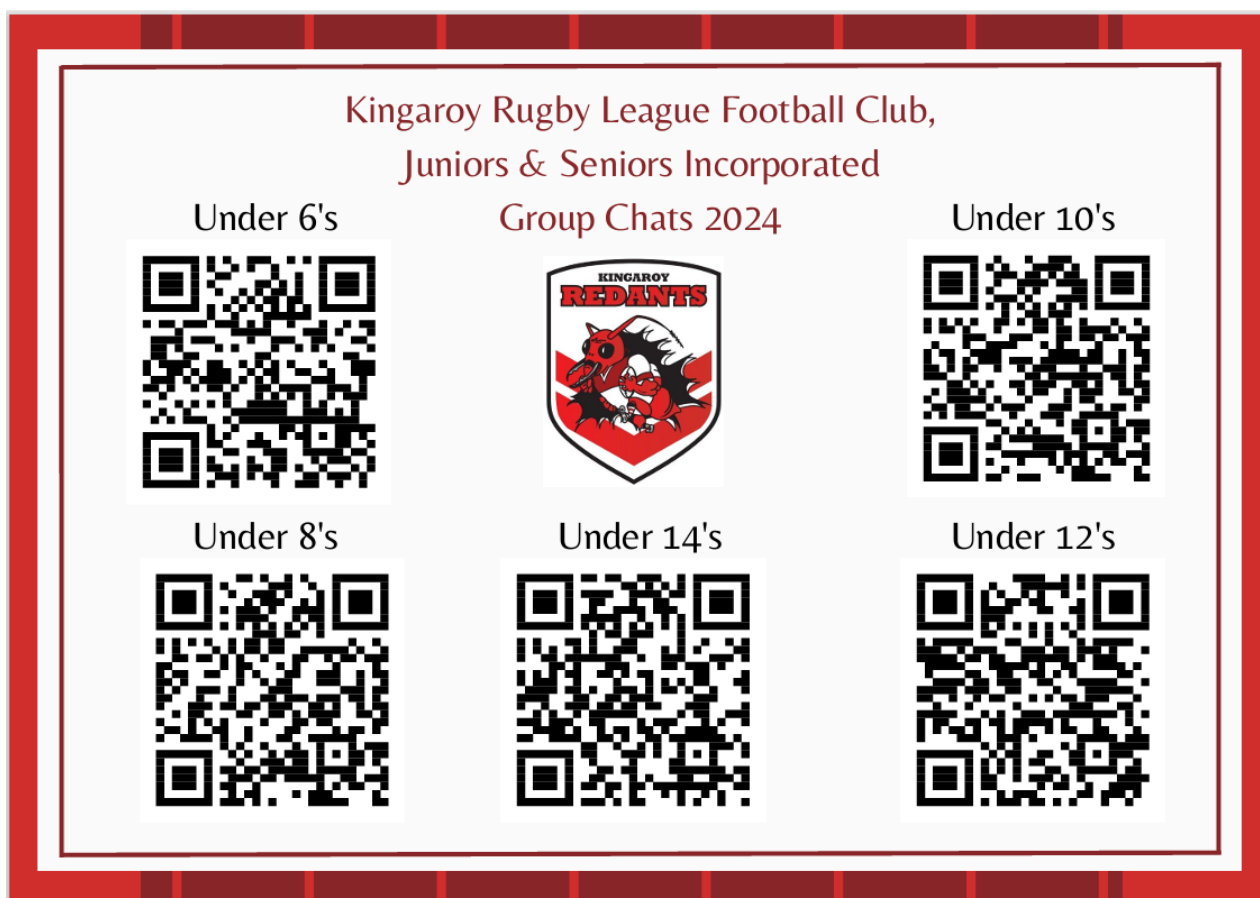 Kingaroy Rugby League Football Club,
Juniors & Seniors Incorporated
Group Chats 2024
Under 6's
Under 10's
KINGAROY
REDANTS
Under 8's
Under 14's
Under 12's